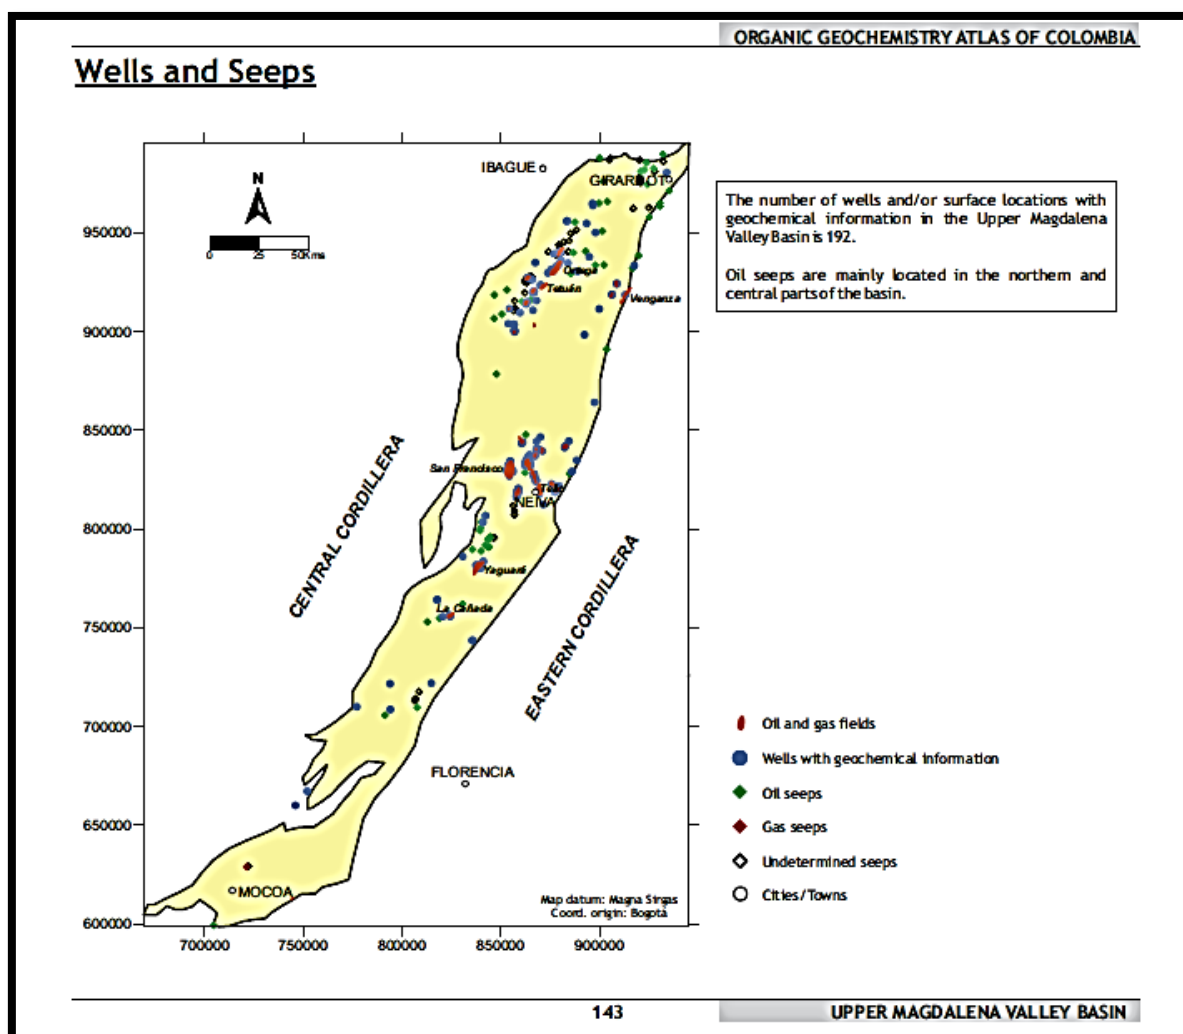 ORGANIC GEOCHEMISTRY ATLAS OF COLOMBIA
Wells and Seeps
IBAGUE
GIRARDOT
N
0 25 50Kms
950000
900000
850000
800000
750000
700000
650000
600000
Ortega
Tetuán
Venganza
San Francisco
Tello
NEIVA
Yaguará
La Cañada
CENTRAL CORDILLERA
EASTERN CORDILLERA
FLORENCIA
MOCOA
Map datum: Magna Sirgas
Coord. origin: Bogotá
700000 750000 800000 850000 900000
The number of wells and/or surface locations with
geochemical information in the Upper Magdalena
Valley Basin is 192.
Oil seeps are mainly located in the northern and
central parts of the basin.
Oil and gas fields
Wells with geochemical information
Oil seeps
Gas seeps
Undetermined seeps
Cities/Towns
143
UPPER MAGDALENA VALLEY BASIN